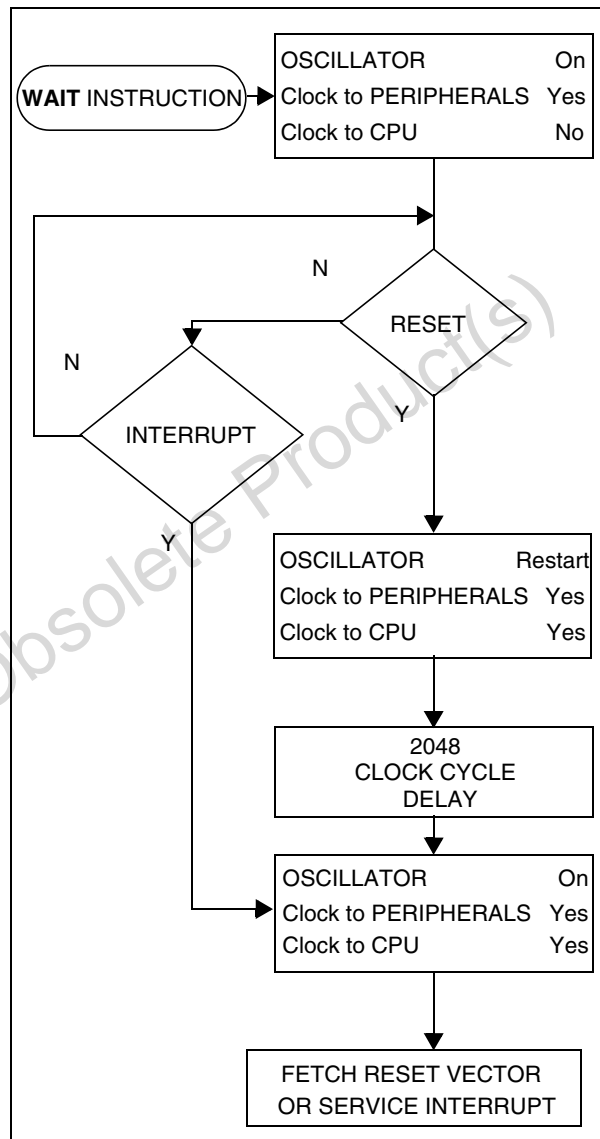 WAIT INSTRUCTION
OSCILLATOR On
Clock to PERIPHERALS Yes
Clock to CPU No
N
RESET
N
INTERRUPT
Y
Y
OSCILLATOR Restart
Clock to PERIPHERALS Yes
Clock to CPU Yes
2048
CLOCK CYCLE
DELAY
OSCILLATOR On
Clock to PERIPHERALS Yes
Clock to CPU Yes
FETCH RESET VECTOR
OR SERVICE INTERRUPT
Obsolete Product(s)